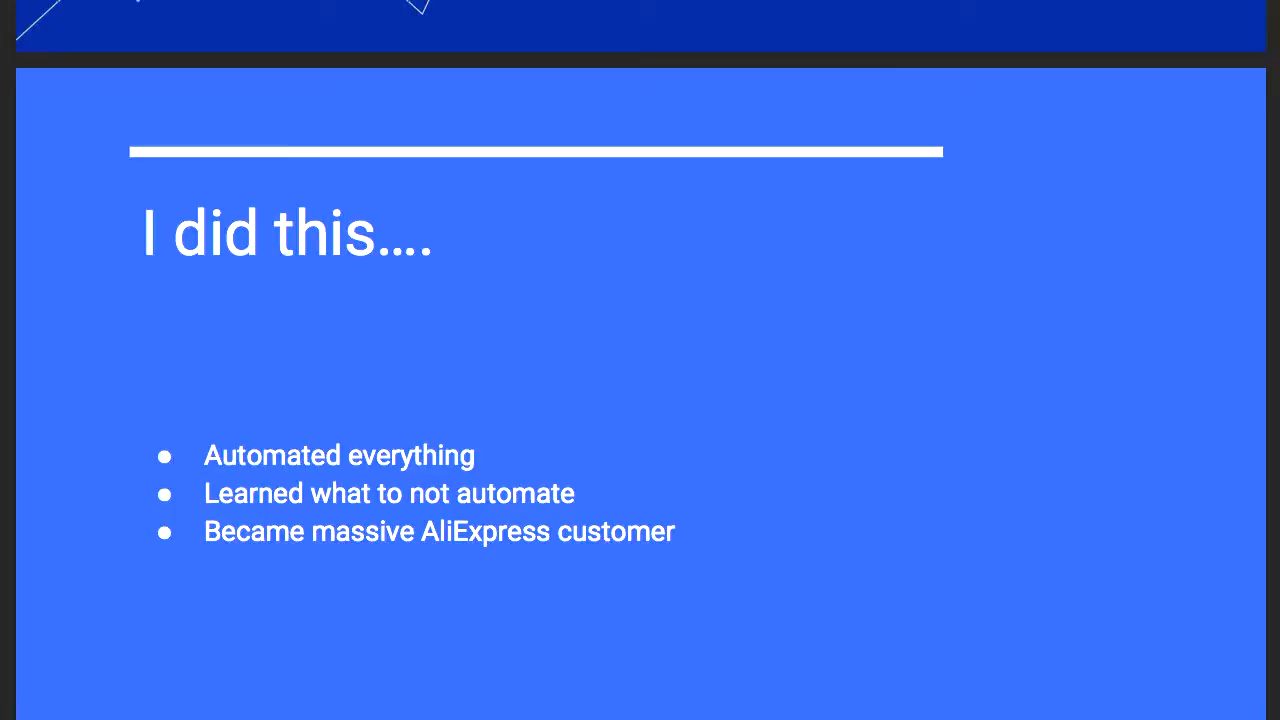 I did this....
● Automated everything
● Learned what to not automate
● Became massive AliExpress customer